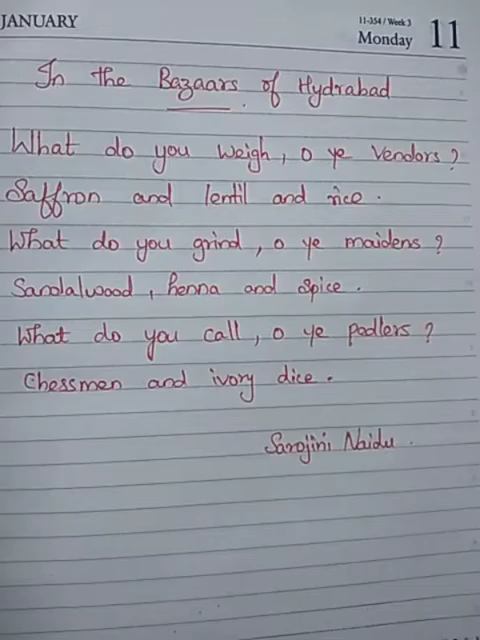 JANUARY
11-354 / Week 3
Monday 11
In the Bazaars of Hydrabad
What do you weigh, o ye vendors?
Saffron and lentil and rice.
What do you grind, o ye maidens?
Sandalwood, henna and spice.
What do you call, o ye pedlers?
Chessmen and ivory dice.
Sarojini Naidu.